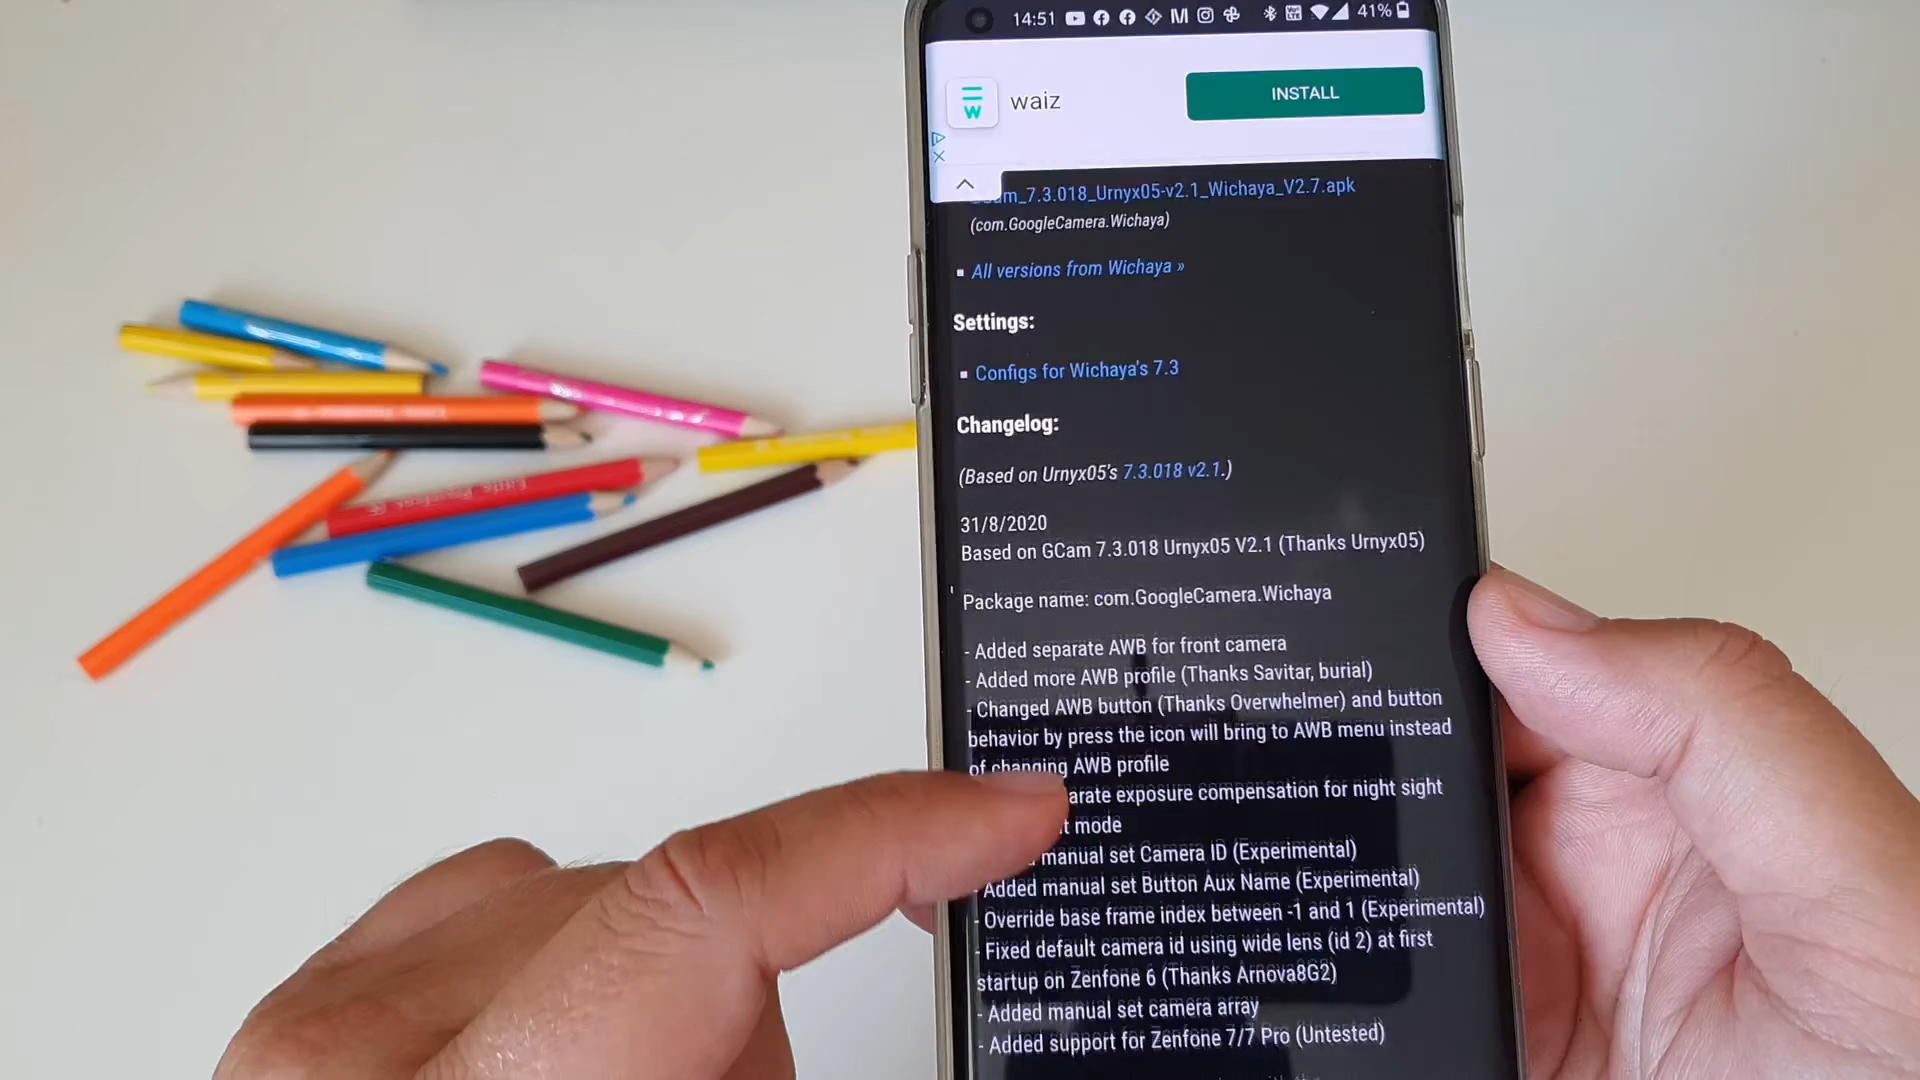 14:51 41%
waiz
INSTALL
am_7.3.018_Urnyx05-v2.1_Wichaya_V2.7.apk
(com.GoogleCamera.Wichaya)
▪ All versions from Wichaya »
Settings:
▪ Configs for Wichaya's 7.3
Changelog:
(Based on Urnyx05's 7.3.018 v2.1.)
31/8/2020
Based on GCam 7.3.018 Urnyx05 V2.1 (Thanks Urnyx05)
Package name: com.GoogleCamera.Wichaya
- Added separate AWB for front camera
- Added more AWB profile (Thanks Savitar, burial)
- Changed AWB button (Thanks Overwhelmer) and button
behavior by press the icon will bring to AWB menu instead
of changing AWB profile
arate exposure compensation for night sight
t mode
manual set Camera ID (Experimental)
- Added manual set Button Aux Name (Experimental)
- Override base frame index between -1 and 1 (Experimental)
- Fixed default camera id using wide lens (id 2) at first
startup on Zenfone 6 (Thanks Arnova8G2)
- Added manual set camera array
- Added support for Zenfone 7/7 Pro (Untested)